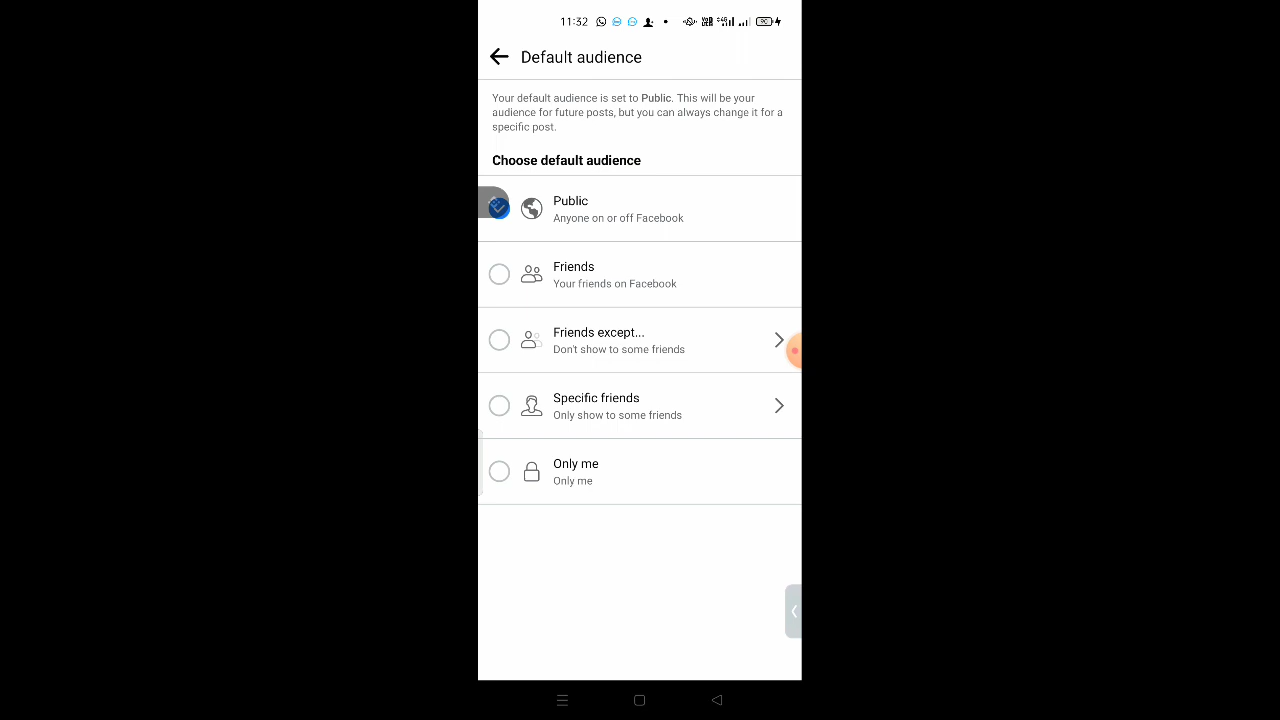 11:32
Default audience
Your default audience is set to Public. This will be your
audience for future posts, but you can always change it for a
specific post.
Choose default audience
Public
Anyone on or off Facebook
Friends
Your friends on Facebook
Friends except...
Don't show to some friends
Specific friends
Only show to some friends
Only me
Only me